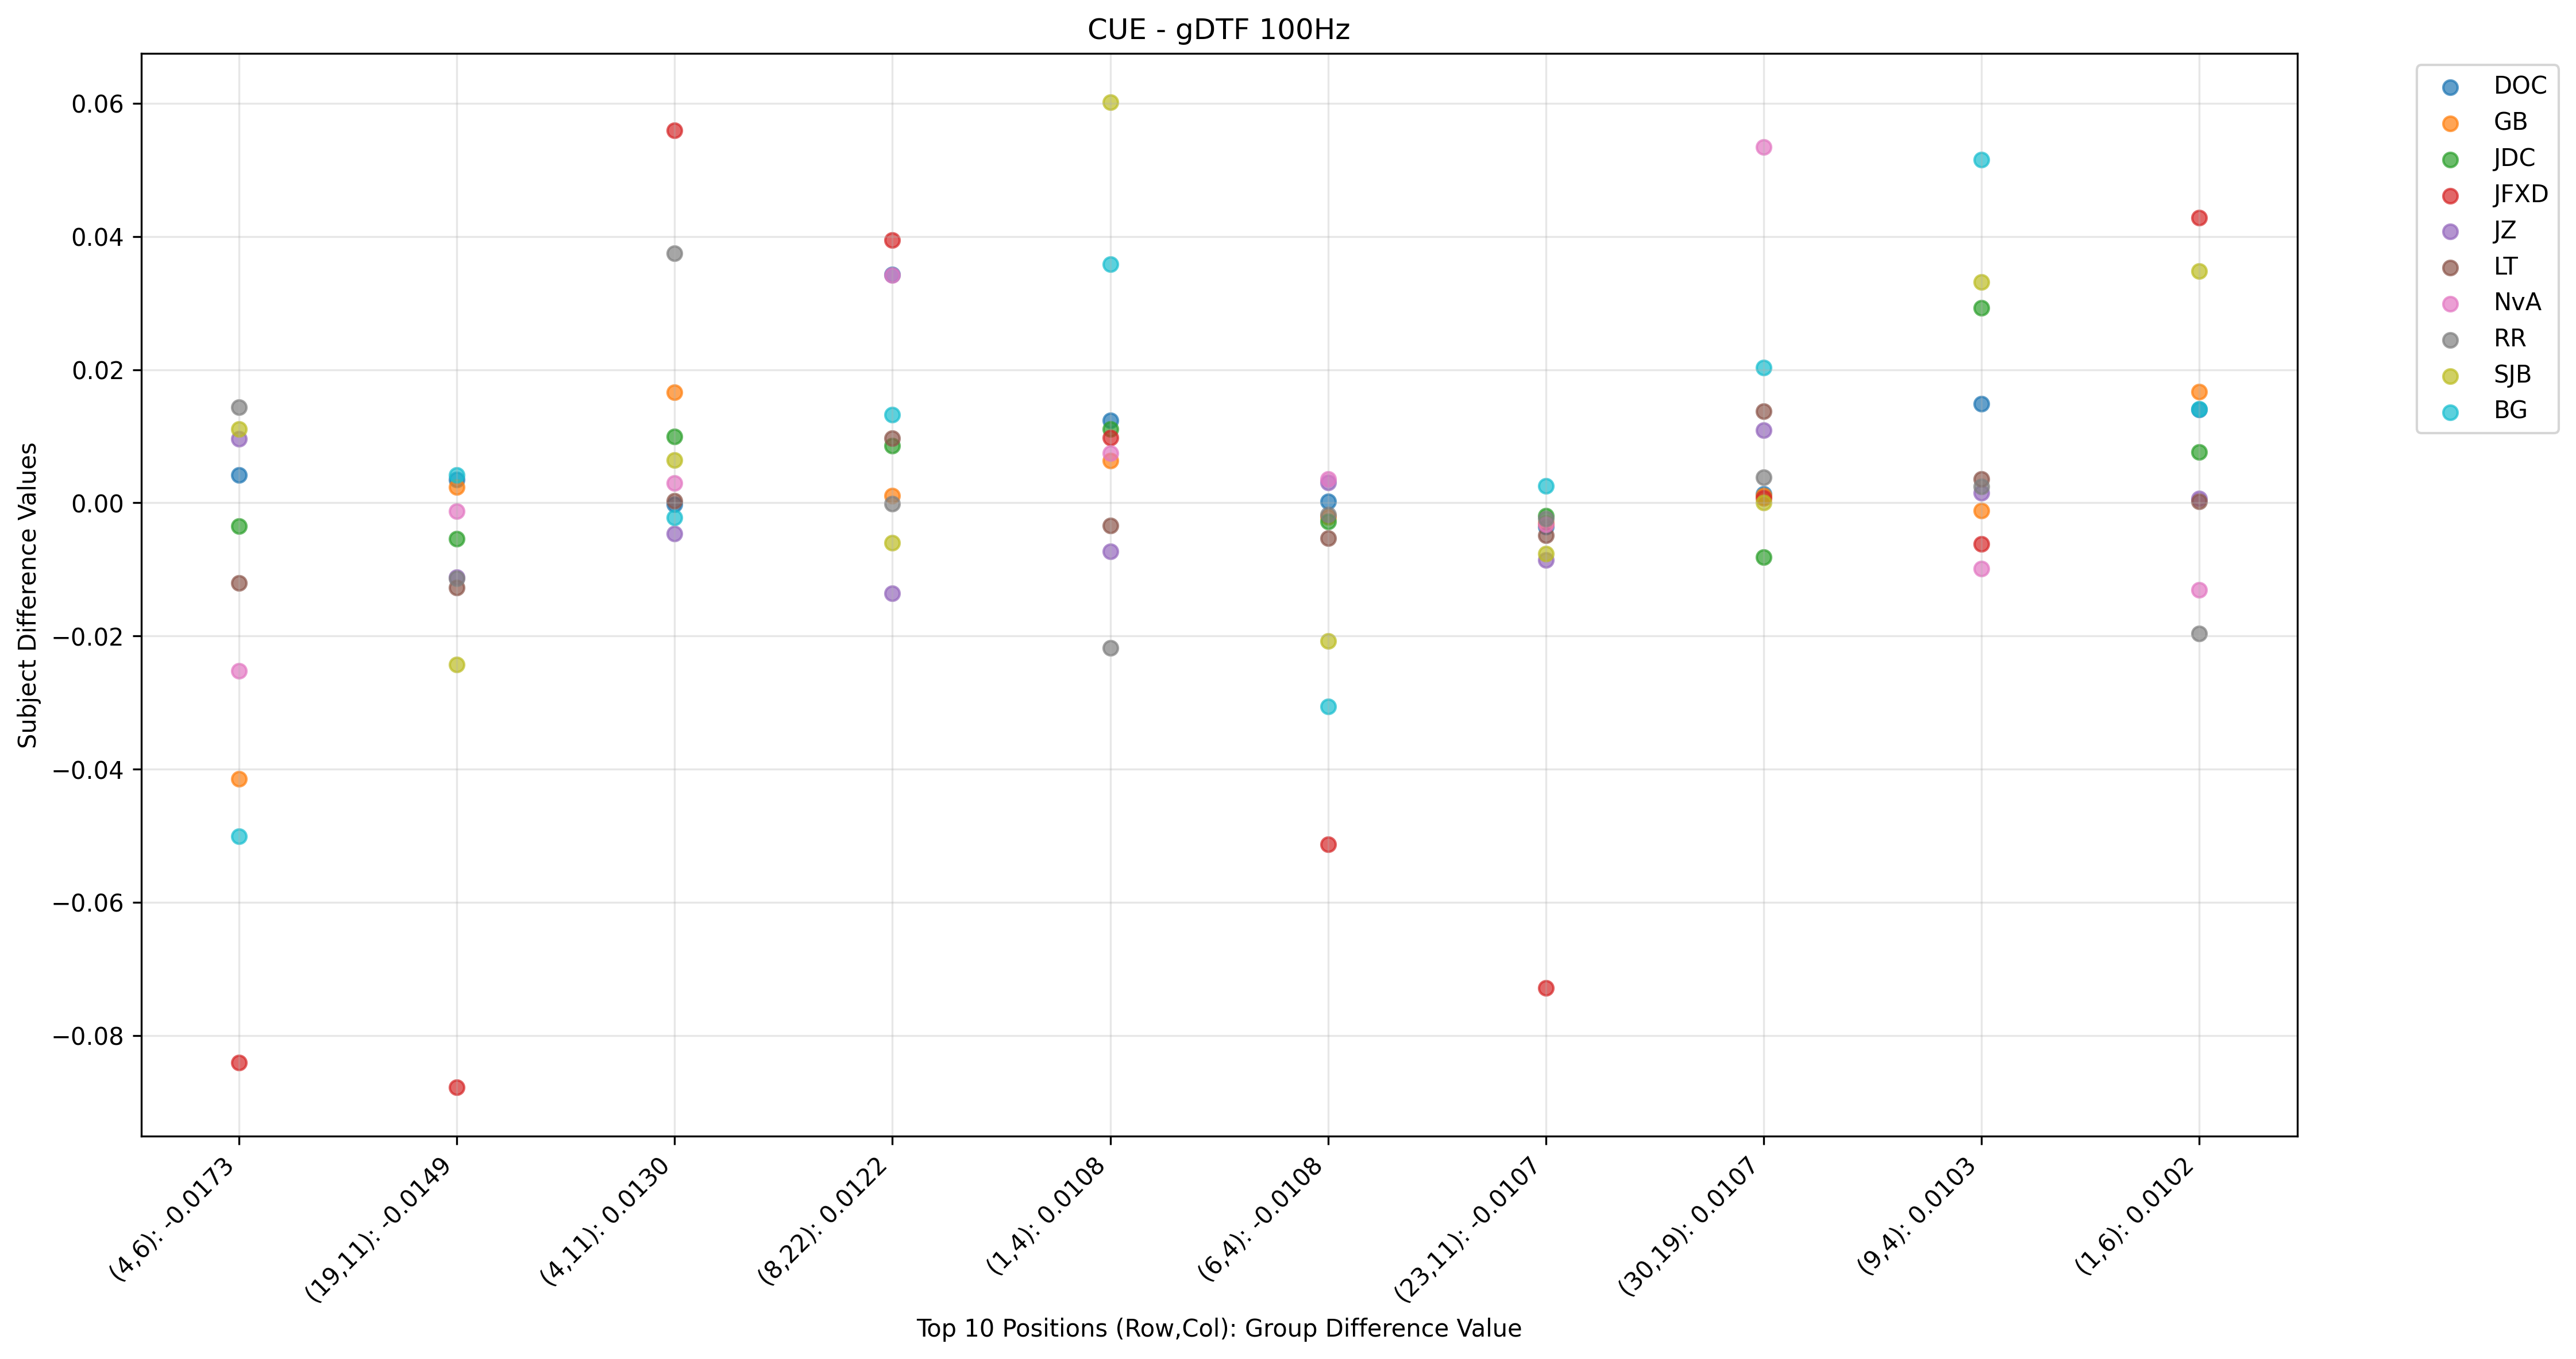 CUE - gDTF 100Hz
Subject Difference Values
0.06
0.04
0.02
0.00
−0.02
−0.04
−0.06
−0.08
(4,6): -0.0173
(19,11): -0.0149
(4,11): 0.0130
(8,22): 0.0122
(1,4): 0.0108
(6,4): -0.0108
(23,11): -0.0107
(30,19): 0.0107
(9,4): 0.0103
(1,6): 0.0102
Top 10 Positions (Row,Col): Group Difference Value
DOC
GB
JDC
JFXD
JZ
LT
NvA
RR
SJB
BG